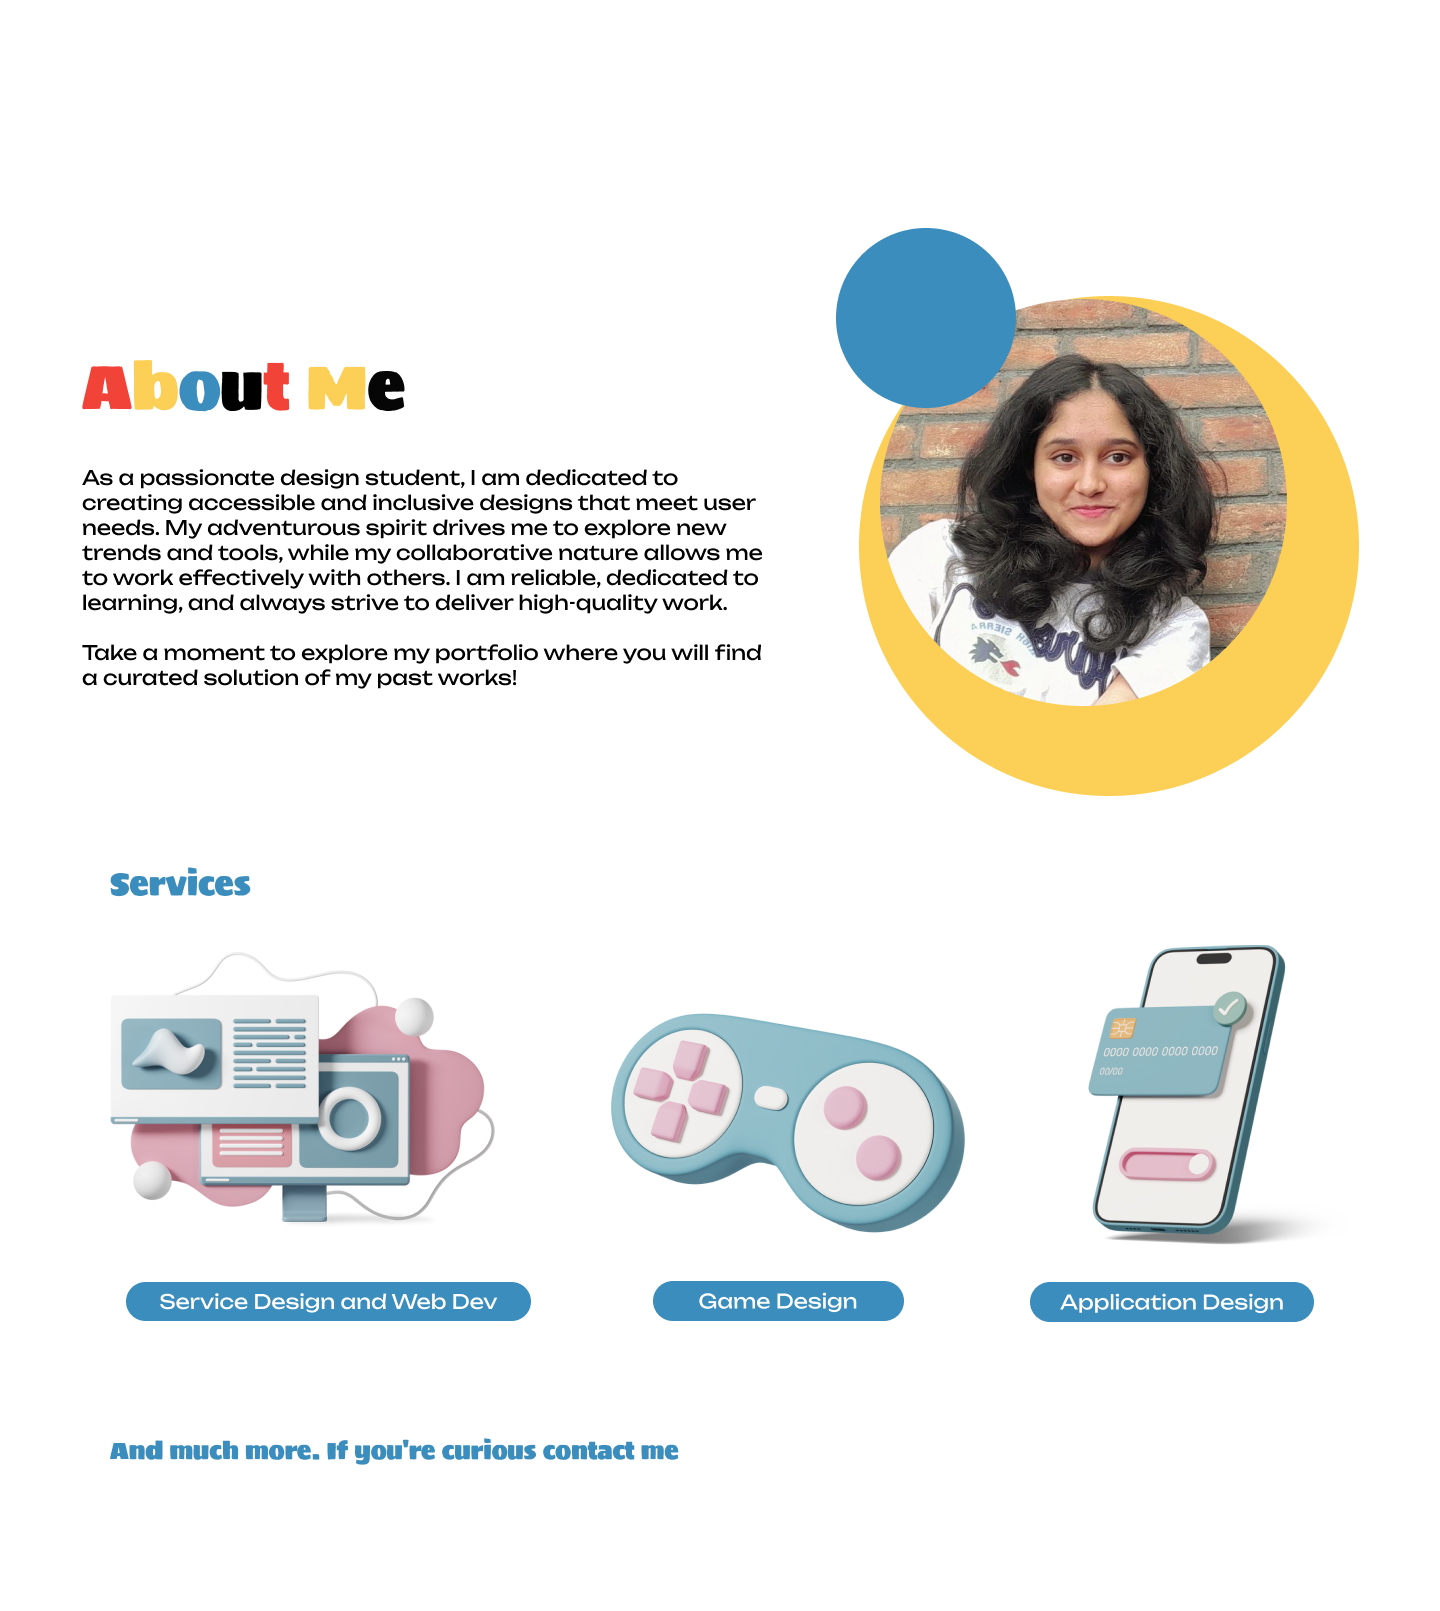 About Me
As a passionate design student, I am dedicated to
creating accessible and inclusive designs that meet user
needs. My adventurous spirit drives me to explore new
trends and tools, while my collaborative nature allows me
to work effectively with others. I am reliable, dedicated to
learning, and always strive to deliver high-quality work.
Take a moment to explore my portfolio where you will find
a curated solution of my past works!
Services
0000 0000 0000 0000
00/00
Service Design and Web Dev
Game Design
Application Design
And much more. If you're curious contact me